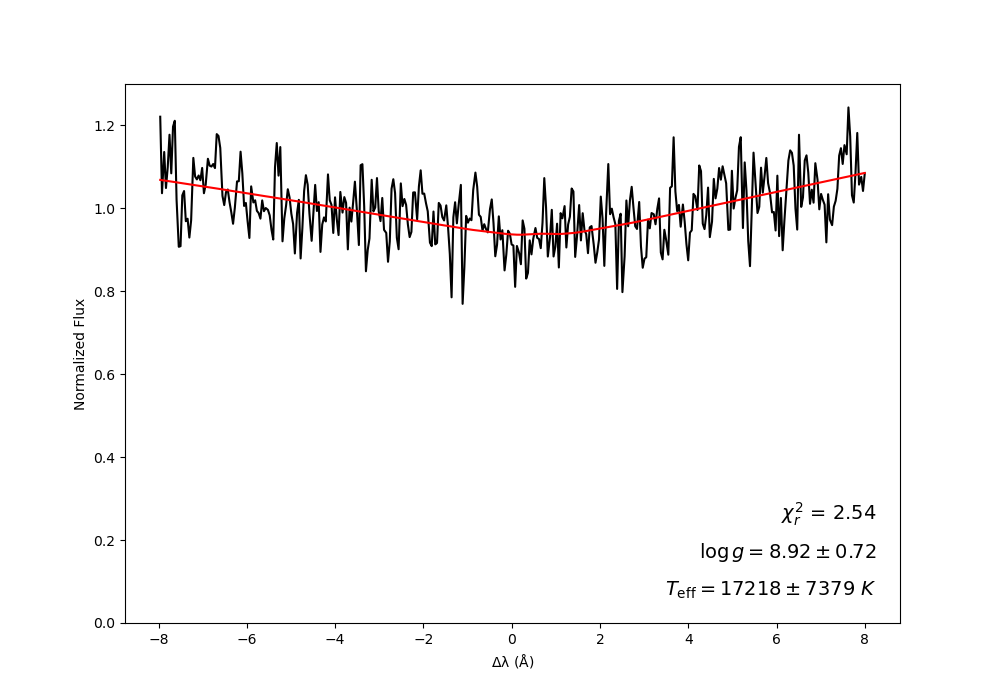 1.2
1.0
0.8
0.6
0.4
0.2
0.0
Normalized Flux
χ²ᵣ = 2.54
log g = 8.92 ± 0.72
T_eff = 17218 ± 7379 K
−8 −6 −4 −2 0 2 4 6 8
Δλ (Å)